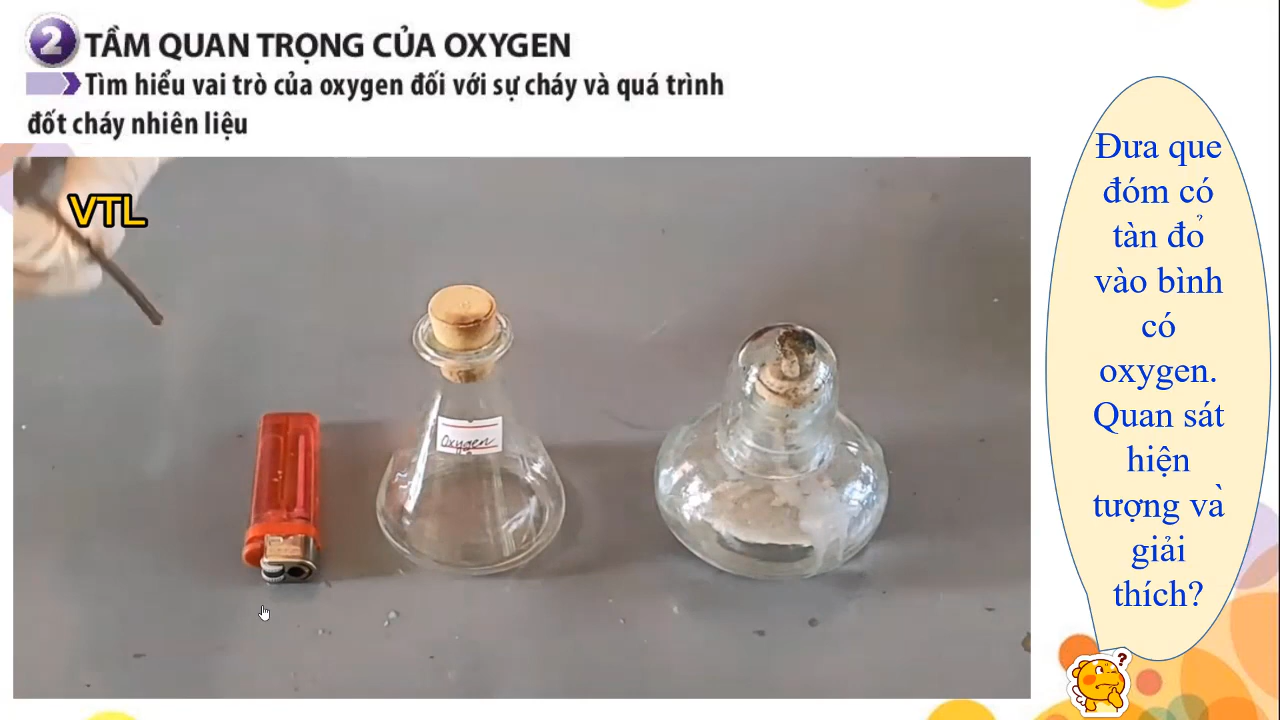 2 TẦM QUAN TRỌNG CỦA OXYGEN
Tìm hiểu vai trò của oxygen đối với sự cháy và quá trình
đốt cháy nhiên liệu
VTL
Oxygen
Đưa que
đóm có
tàn đỏ
vào bình
có
oxygen.
Quan sát
hiện
tượng và
giải
thích?
?